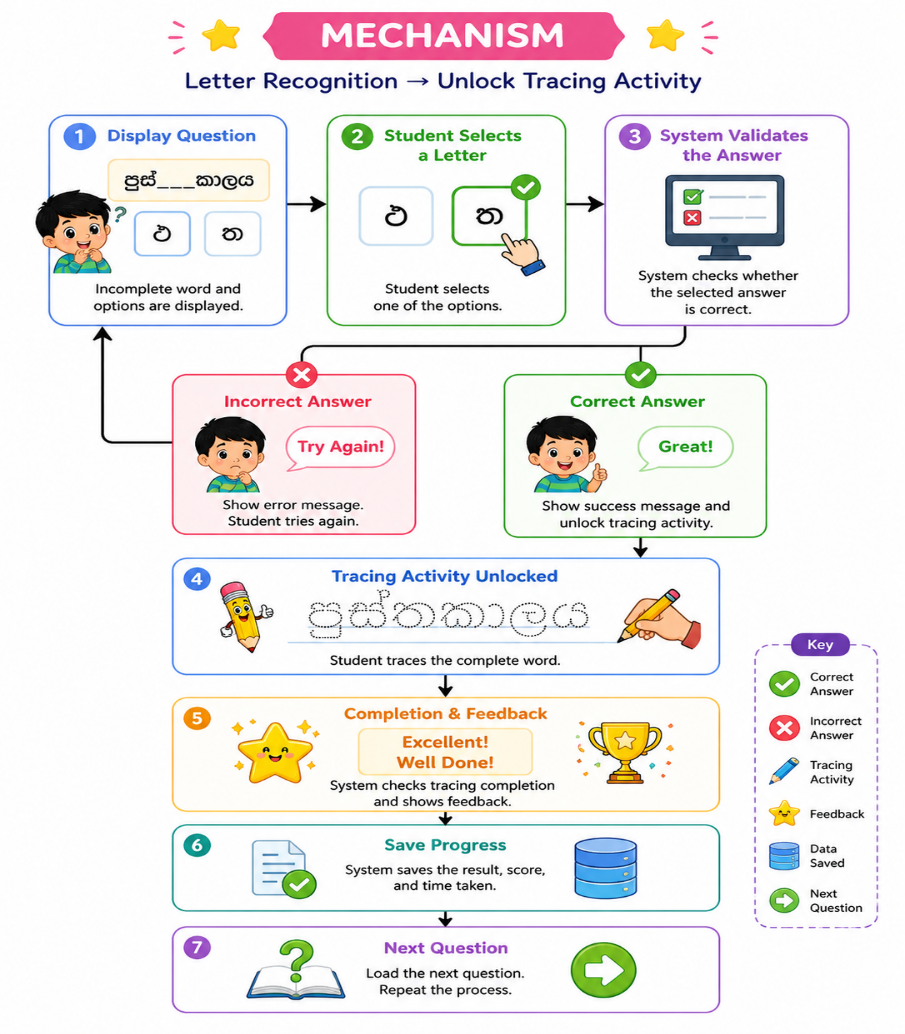 MECHANISM
Letter Recognition → Unlock Tracing Activity
1 Display Question
පුස්___කාලය
?
ඵ ත
Incomplete word and
options are displayed.
2 Student Selects
a Letter
ඵ ත
Student selects
one of the options.
3 System Validates
the Answer
System checks whether
the selected answer
is correct.
Incorrect Answer
Try Again!
Show error message.
Student tries again.
Correct Answer
Great!
Show success message and
unlock tracing activity.
4 Tracing Activity Unlocked
පුස්තකාලය
Student traces the complete word.
5 Completion & Feedback
Excellent!
Well Done!
System checks tracing completion
and shows feedback.
6 Save Progress
System saves the result, score,
and time taken.
7 Next Question
?
Load the next question.
Repeat the process.
Key
Correct
Answer
Incorrect
Answer
Tracing
Activity
Feedback
Data
Saved
Next
Question